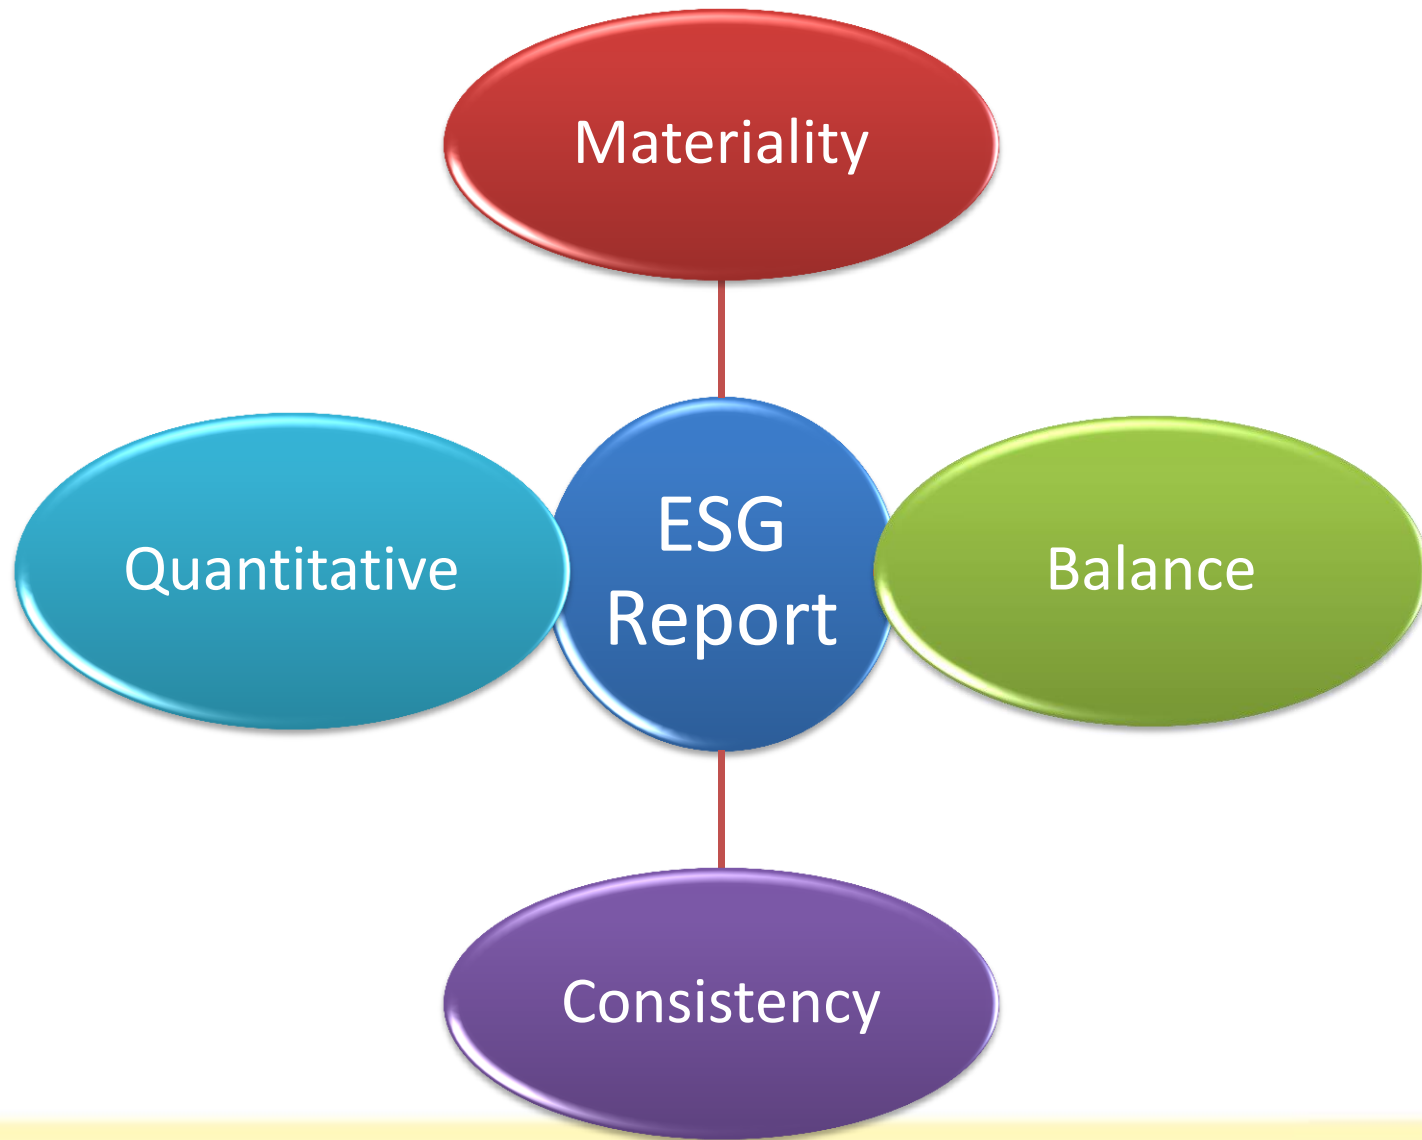 Materiality
Quantitative
ESG
Report
Balance
Consistency